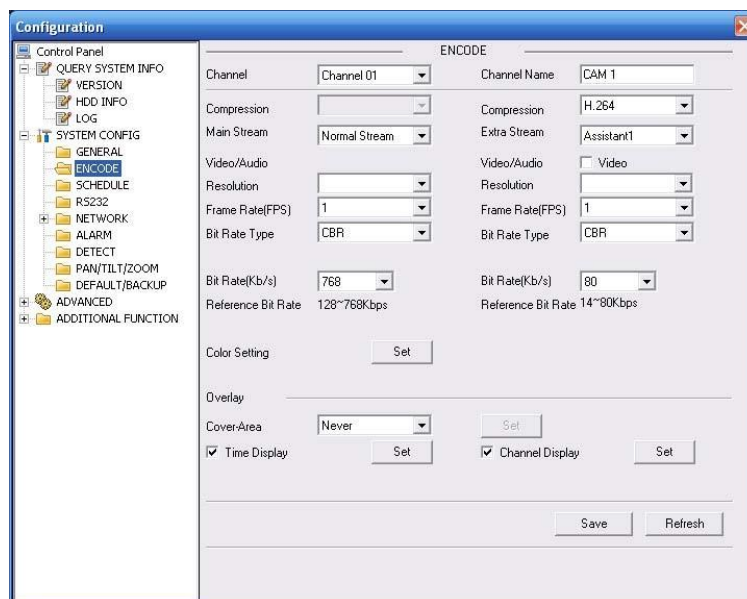 Configuration
Control Panel
QUERY SYSTEM INFO
VERSION
HDD INFO
LOG
SYSTEM CONFIG
GENERAL
ENCODE
SCHEDULE
RS232
NETWORK
ALARM
DETECT
PAN/TILT/ZOOM
DEFAULT/BACKUP
ADVANCED
ADDITIONAL FUNCTION
ENCODE
Channel Channel 01 Channel Name CAM 1
Compression Compression H.264
Main Stream Normal Stream Extra Stream Assistant1
Video/Audio Video/Audio Video
Resolution Resolution
Frame Rate(FPS) 1 Frame Rate(FPS) 1
Bit Rate Type CBR Bit Rate Type CBR
Bit Rate(Kb/s) 768 Bit Rate(Kb/s) 80
Reference Bit Rate 128~768Kbps Reference Bit Rate 14~80Kbps
Color Setting Set
Overlay
Cover-Area Never Set
Time Display Set Channel Display Set
Save Refresh